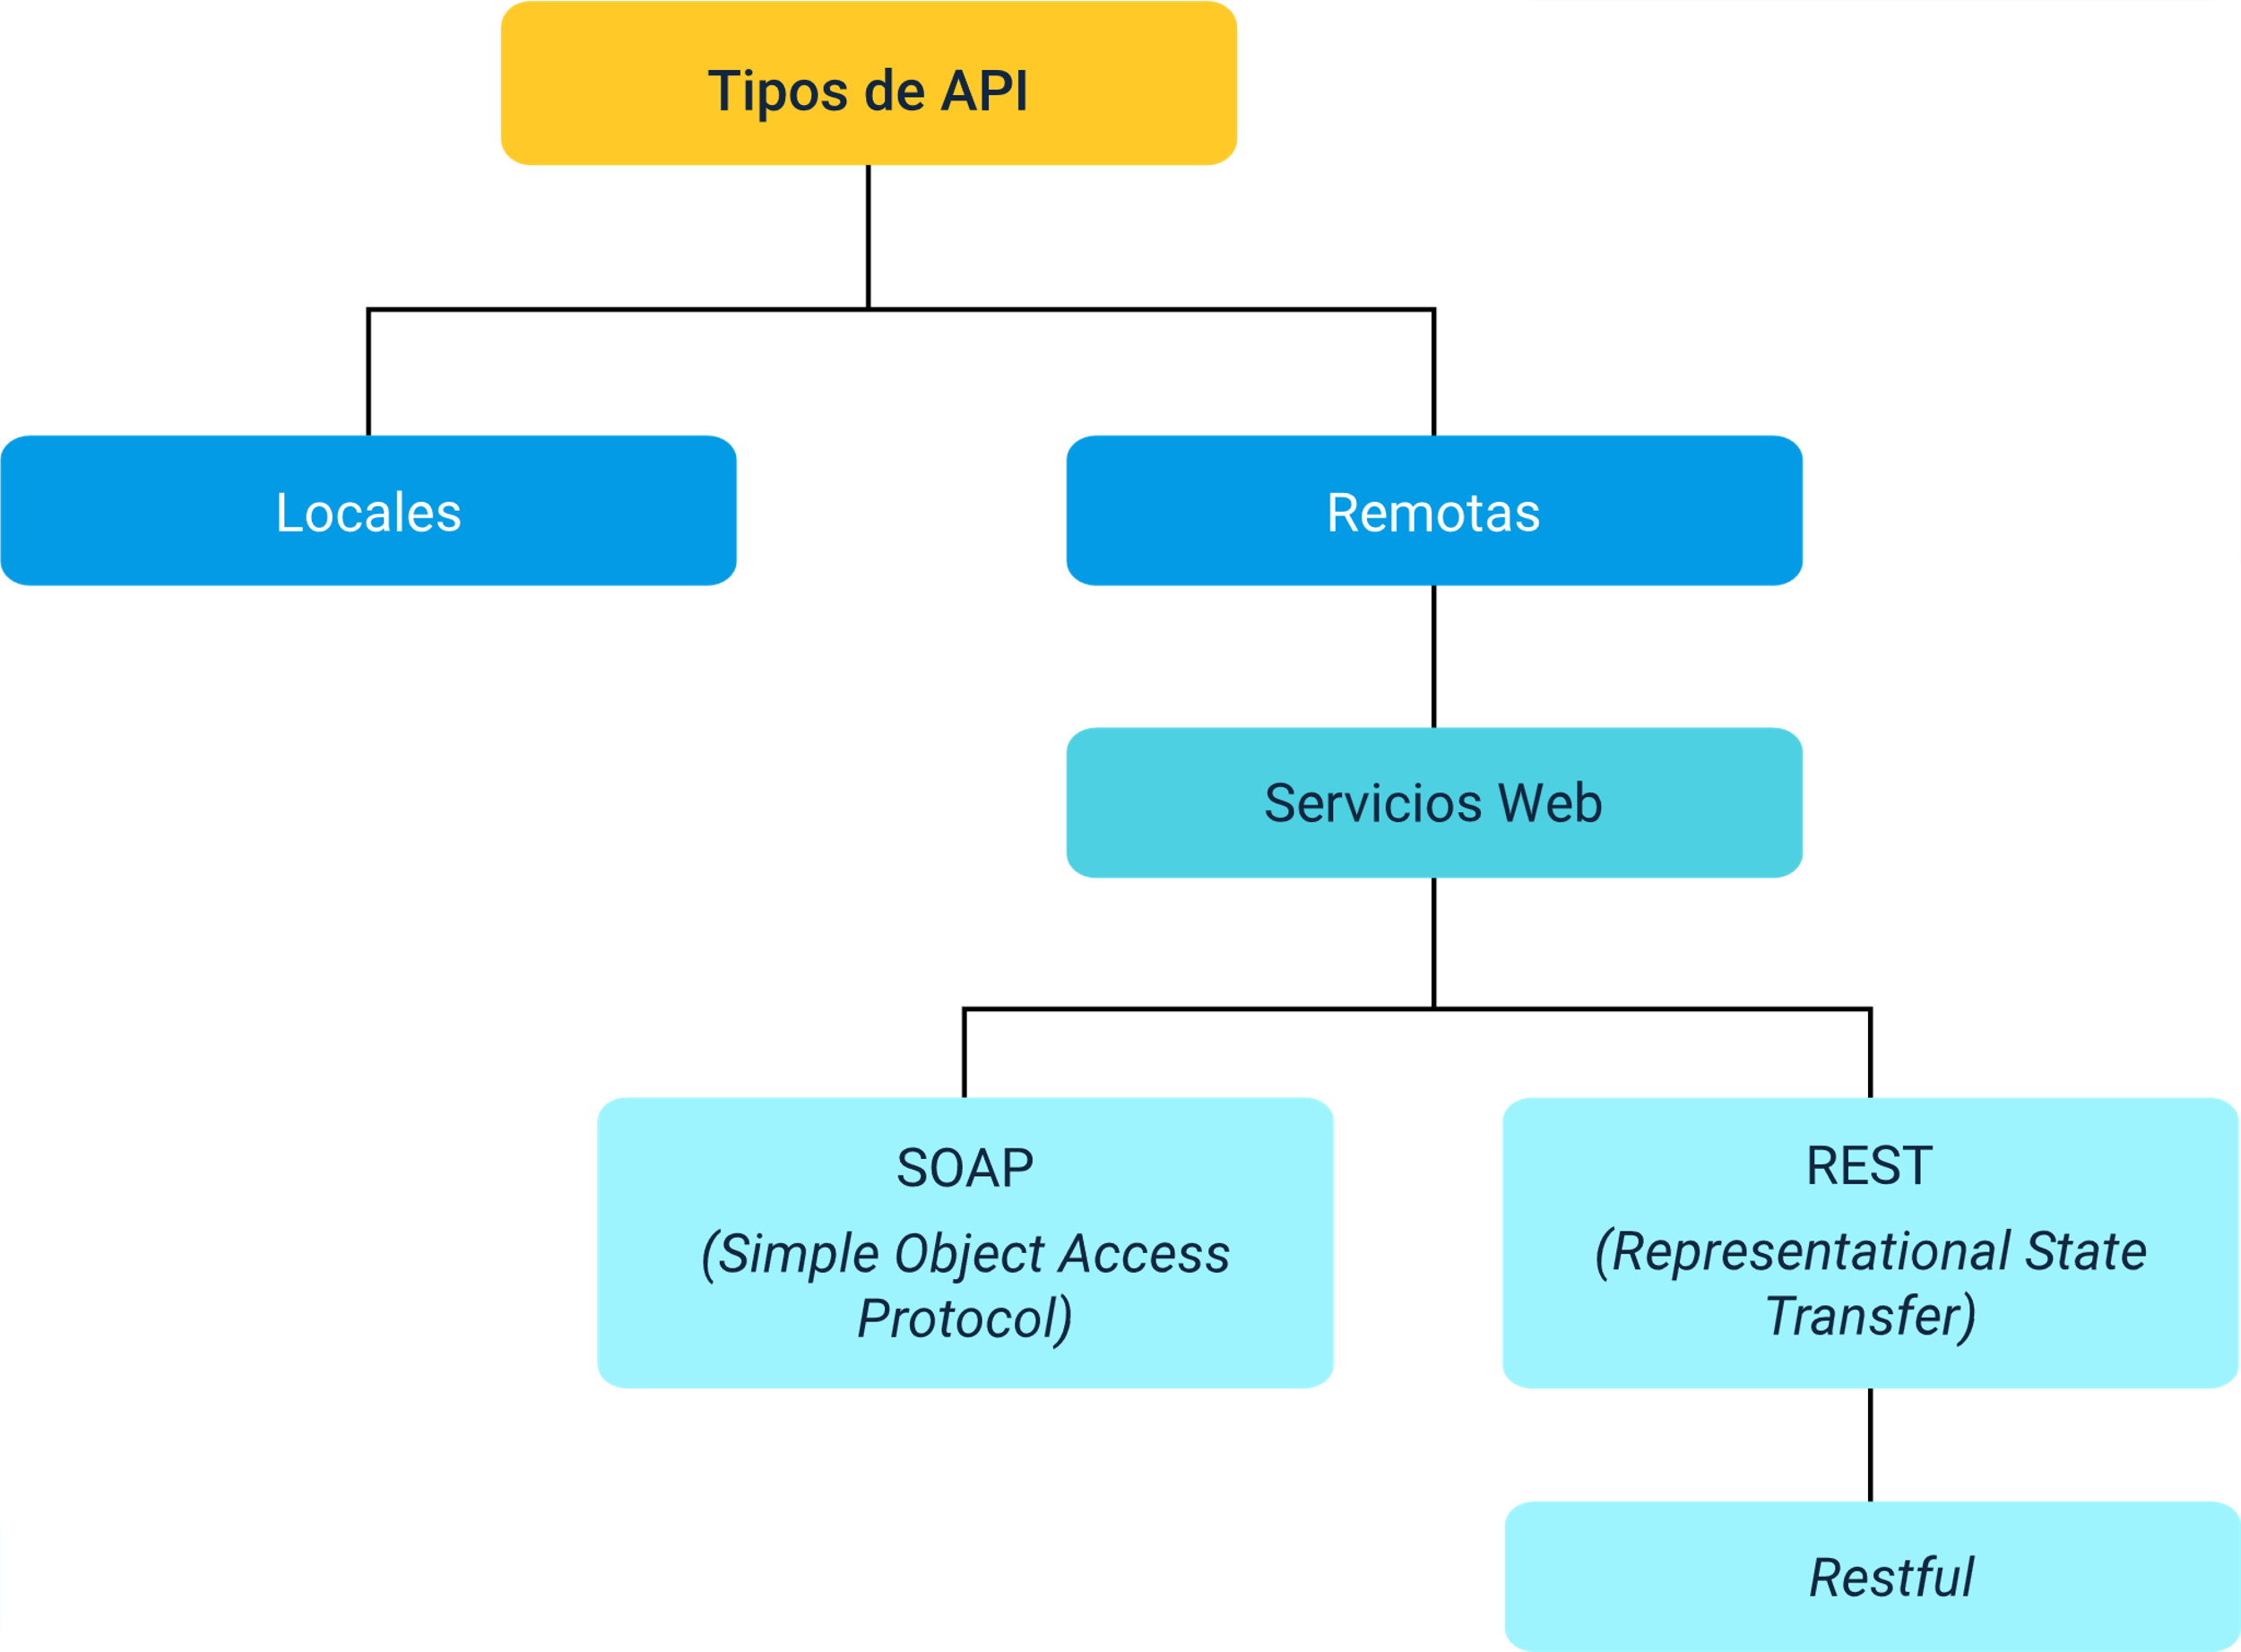 Tipos de API
Locales
Remotas
Servicios Web
SOAP
(Simple Object Access
Protocol)
REST
(Representational State
Transfer)
Restful